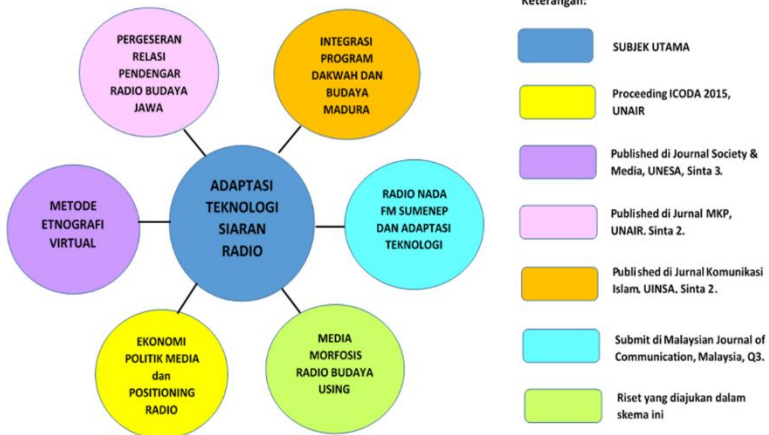 Keterangan:
PERGESERAN
RELASI
PENDENGAR
RADIO BUDAYA
JAWA
INTEGRASI
PROGRAM
DAKWAH DAN
BUDAYA
MADURA
METODE
ETNOGRAFI
VIRTUAL
ADAPTASI
TEKNOLOGI
SIARAN
RADIO
RADIO NADA
FM SUMENEP
DAN ADAPTASI
TEKNOLOGI
EKONOMI
POLITIK MEDIA
dan
POSITIONING
RADIO
MEDIA
MORFOSIS
RADIO BUDAYA
USING
SUBJEK UTAMA
Proceeding ICODA 2015,
UNAIR
Published di Journal Society &
Media, UNESA, Sinta 3.
Published di Jurnal MKP,
UNAIR. Sinta 2.
Published di Jurnal Komunikasi
Islam, UINSA. Sinta 2.
Submit di Malaysian Journal of
Communication, Malaysia, Q3.
Riset yang diajukan dalam
skema ini